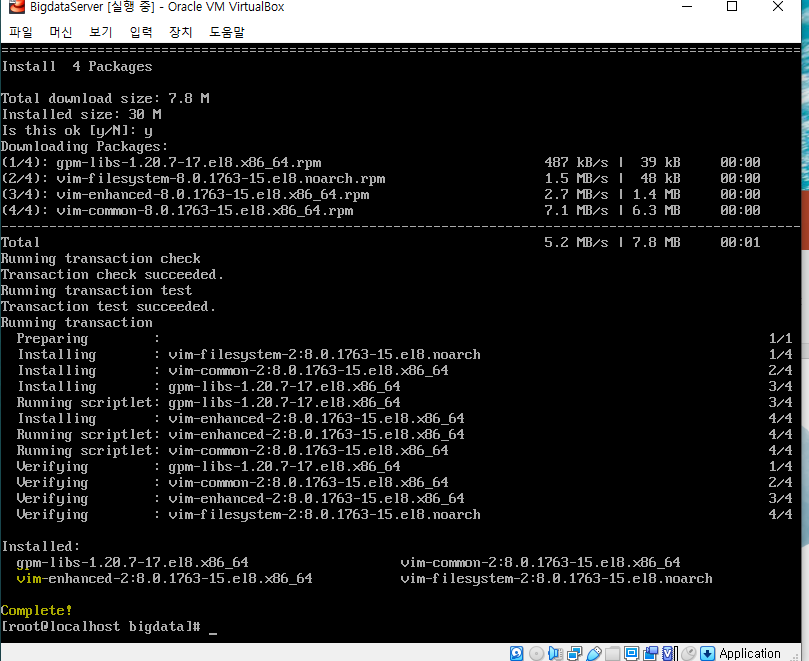 BigdataServer [실행 중] - Oracle VM VirtualBox
파일 머신 보기 입력 장치 도움말
================================================================================
Install  4 Packages
Total download size: 7.8 M
Installed size: 30 M
Is this ok [y/N]: y
Downloading Packages:
(1/4): gpm-libs-1.20.7-17.el8.x86_64.rpm 487 kB/s | 39 kB 00:00
(2/4): vim-filesystem-8.0.1763-15.el8.noarch.rpm 1.5 MB/s | 48 kB 00:00
(3/4): vim-enhanced-8.0.1763-15.el8.x86_64.rpm 2.7 MB/s | 1.4 MB 00:00
(4/4): vim-common-8.0.1763-15.el8.x86_64.rpm 7.1 MB/s | 6.3 MB 00:00
--------------------------------------------------------------------------------
Total 5.2 MB/s | 7.8 MB 00:01
Running transaction check
Transaction check succeeded.
Running transaction test
Transaction test succeeded.
Running transaction
Preparing : 1/1
Installing : vim-filesystem-2:8.0.1763-15.el8.noarch 1/4
Installing : vim-common-2:8.0.1763-15.el8.x86_64 2/4
Installing : gpm-libs-1.20.7-17.el8.x86_64 3/4
Running scriptlet: gpm-libs-1.20.7-17.el8.x86_64 3/4
Installing : vim-enhanced-2:8.0.1763-15.el8.x86_64 4/4
Running scriptlet: vim-enhanced-2:8.0.1763-15.el8.x86_64 4/4
Running scriptlet: vim-common-2:8.0.1763-15.el8.x86_64 4/4
Verifying : gpm-libs-1.20.7-17.el8.x86_64 1/4
Verifying : vim-common-2:8.0.1763-15.el8.x86_64 2/4
Verifying : vim-enhanced-2:8.0.1763-15.el8.x86_64 3/4
Verifying : vim-filesystem-2:8.0.1763-15.el8.noarch 4/4
Installed:
gpm-libs-1.20.7-17.el8.x86_64 vim-common-2:8.0.1763-15.el8.x86_64
vim-enhanced-2:8.0.1763-15.el8.x86_64 vim-filesystem-2:8.0.1763-15.el8.noarch
Complete!
[root@localhost bigdata]# _
Application